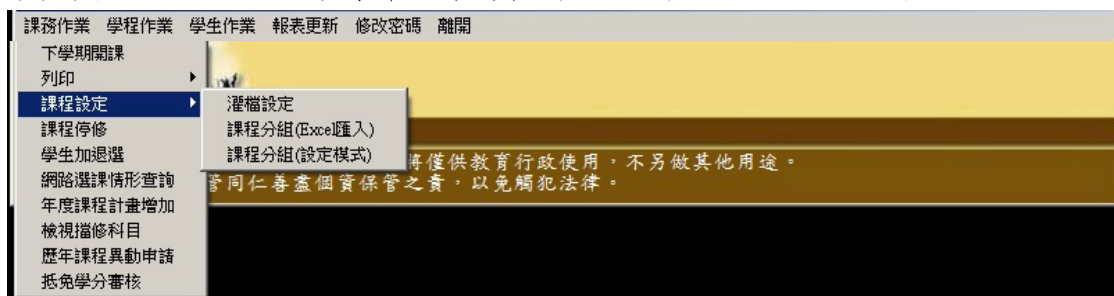 課務作業 學程作業 學生作業 報表更新 修改密碼 離開
下學期開課
列印
課程設定
濯檔設定
課程停修
課程分組(Excel匯入)
學生加退選
課程分組(設定模式)
將僅供教育行政使用，不另做其他用途。
網路選課情形查詢
管同仁善盡個資保管之責，以免觸犯法律。
年度課程計畫增加
檢視擋修科目
歷年課程異動申請
抵免學分審核